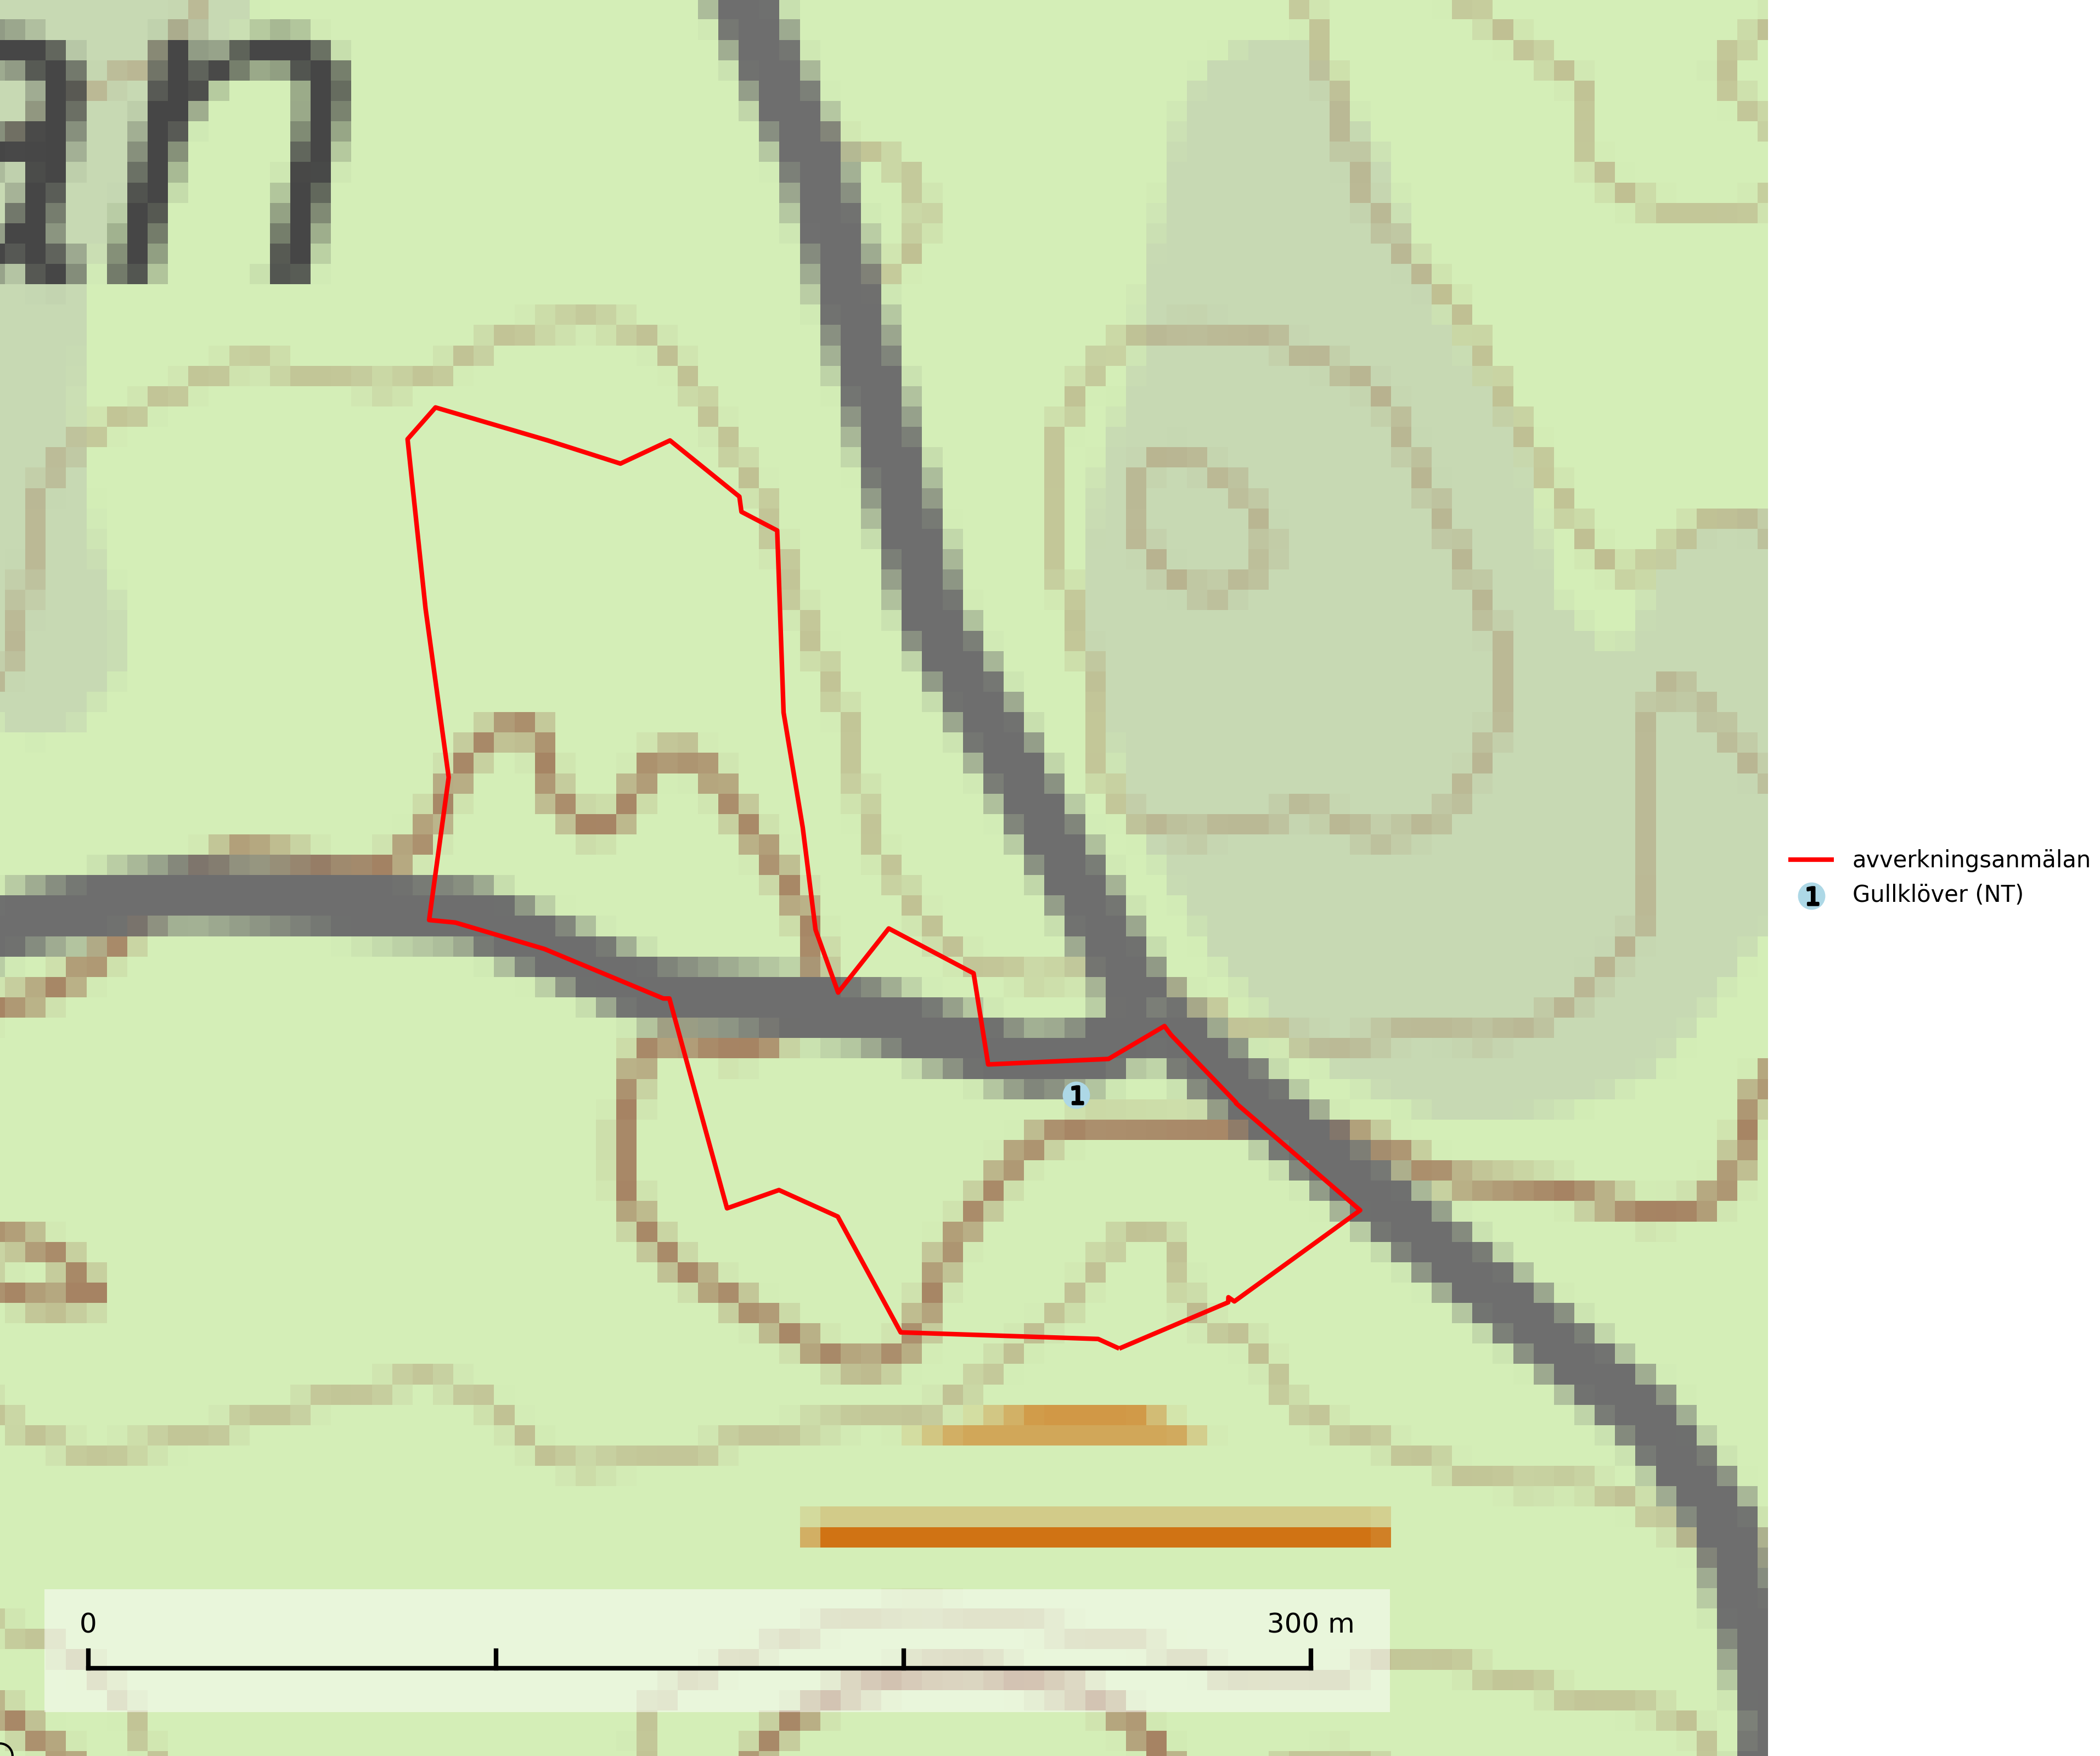 an
avverkningsanmälan
1 Gullklöver (NT)
1
0 300 m